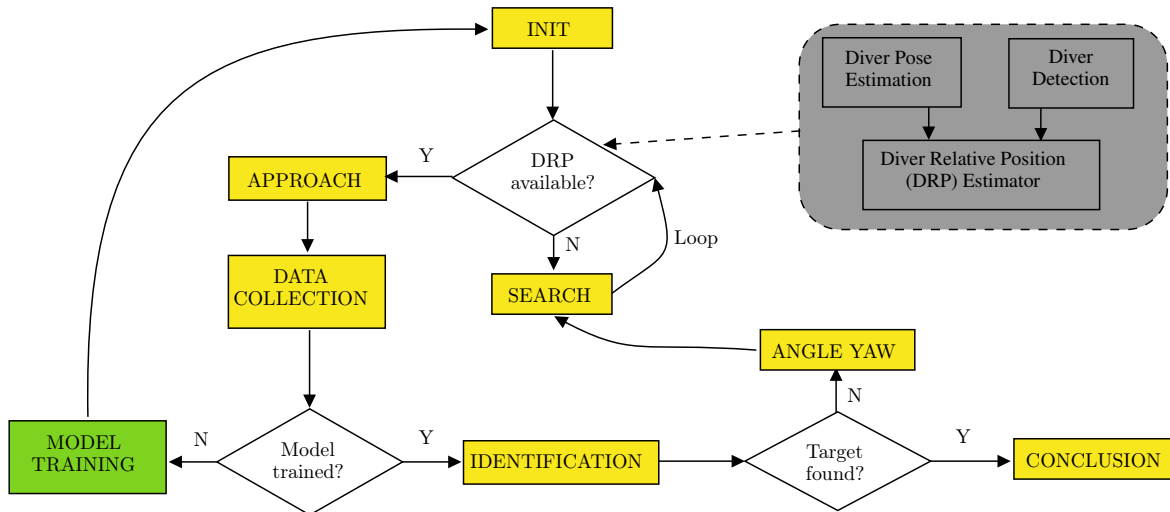 INIT
Diver Pose
Estimation
Diver
Detection
Diver Relative Position
(DRP) Estimator
DRP
available?
Y
N
APPROACH
Loop
DATA
COLLECTION
SEARCH
ANGLE YAW
N
MODEL
TRAINING
N
Model
trained?
Y
IDENTIFICATION
Target
found?
Y
CONCLUSION